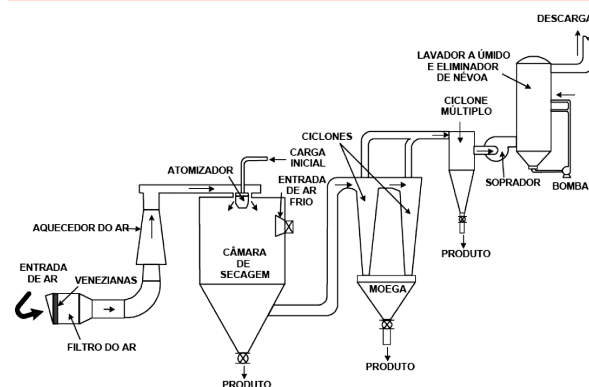 DESCARGA
LAVADOR A ÚMIDO
E ELIMINADOR
DE NÉVOA
CICLONE
MÚLTIPLO
CICLONES
CARGA
INICIAL
ATOMIZADOR
ENTRADA
DE AR
FRIO
SOPRADOR
BOMBA
AQUECEDOR DO AR
CÂMARA
DE
SECAGEM
PRODUTO
ENTRADA
DE AR
VENEZIANAS
MOEGA
FILTRO DO AR
PRODUTO
PRODUTO